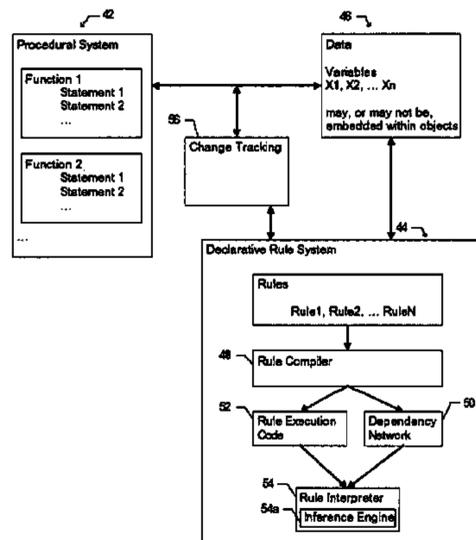 42
Procedural System
Function 1
Statement 1
Statement 2
...
Function 2
Statement 1
Statement 2
...
...
46
Data
Variables
X1, X2, ... Xn
may, or may not be,
embedded within objects
56
Change Tracking
44
Declarative Rule System
Rules
Rule1, Rule2, ... RuleN
48
Rule Compiler
52
Rule Execution
Code
50
Dependency
Network
54
Rule Interpreter
54a
Inference Engine